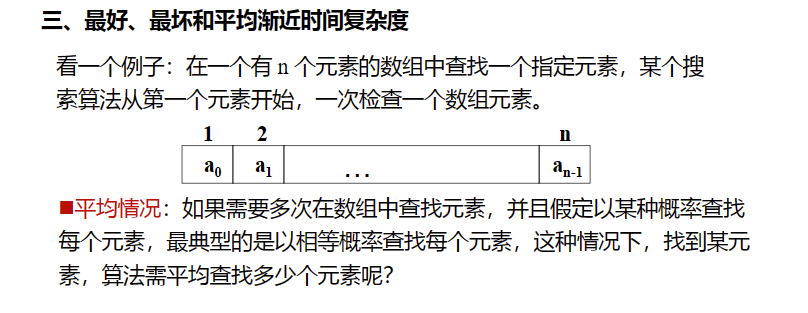 三、最好、最坏和平均渐近时间复杂度
看一个例子：在一个有 n 个元素的数组中查找一个指定元素，某个搜
索算法从第一个元素开始，一次检查一个数组元素。
1 2 n
a0 a1 ... an-1
■平均情况：如果需要多次在数组中查找元素，并且假定以某种概率查找
每个元素，最典型的是以相等概率查找每个元素，这种情况下，找到某元
素，算法需平均查找多少个元素呢？